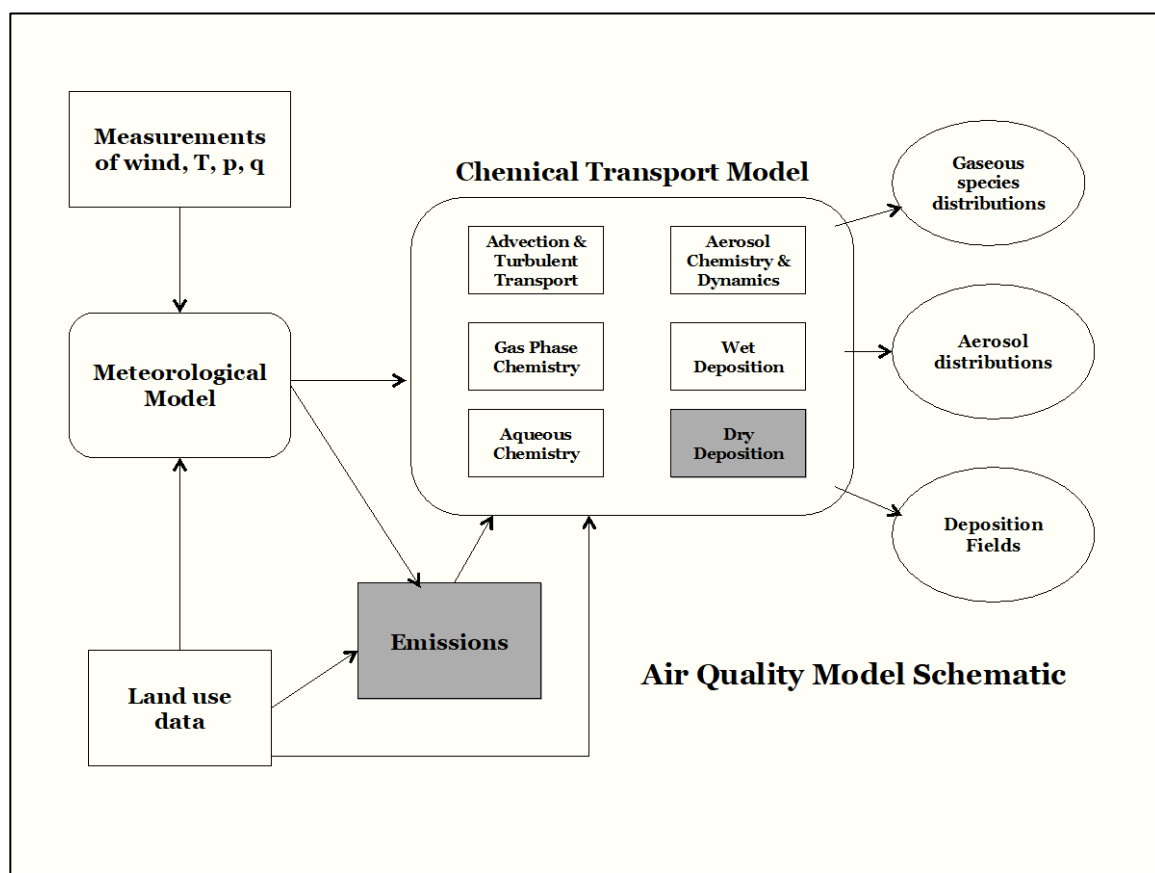 Measurements
of wind, T, p, q
Chemical Transport Model
Gaseous
species
distributions
Advection &
Turbulent
Transport
Aerosol
Chemistry &
Dynamics
Gas Phase
Chemistry
Wet
Deposition
Aerosol
distributions
Meteorological
Model
Aqueous
Chemistry
Dry
Deposition
Deposition
Fields
Emissions
Land use
data
Air Quality Model Schematic